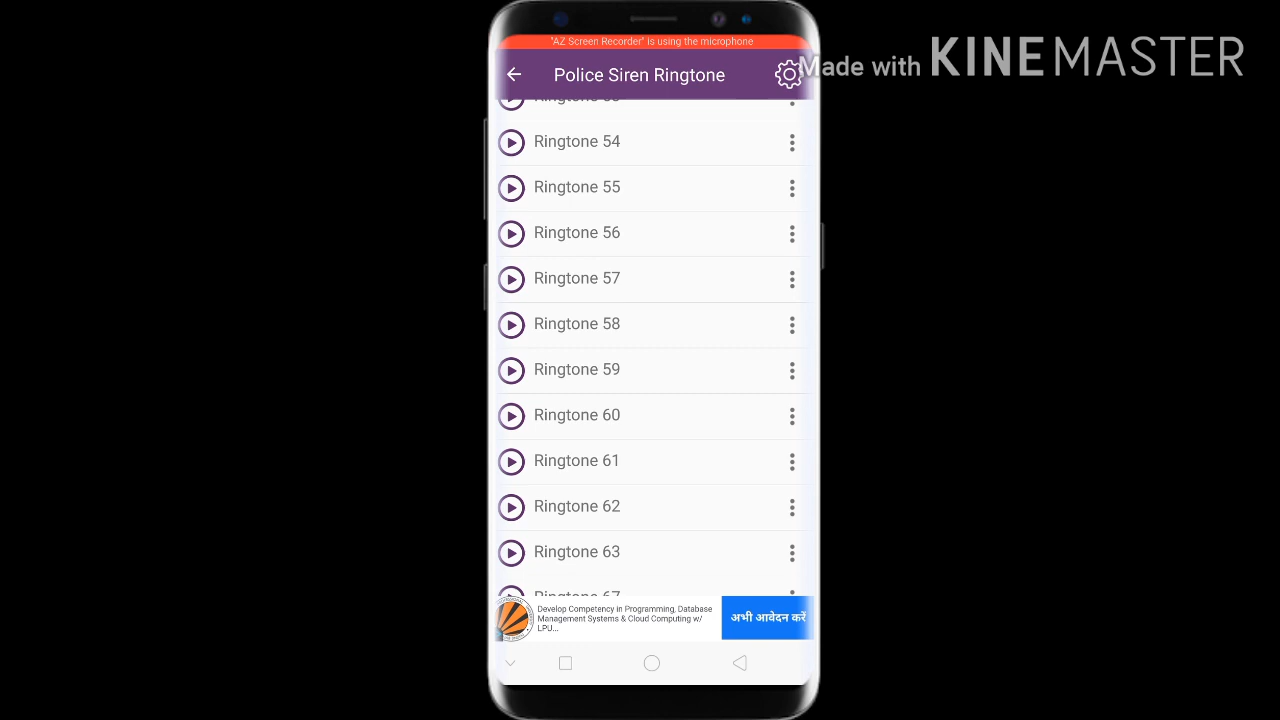 "AZ Screen Recorder" is using the microphone
Police Siren Ringtone
Made with KINEMASTER
Ringtone 54
Ringtone 55
Ringtone 56
Ringtone 57
Ringtone 58
Ringtone 59
Ringtone 60
Ringtone 61
Ringtone 62
Ringtone 63
Develop Competency in Programming, Database
Management Systems & Cloud Computing w/
LPU...
अभी आवेदन करें